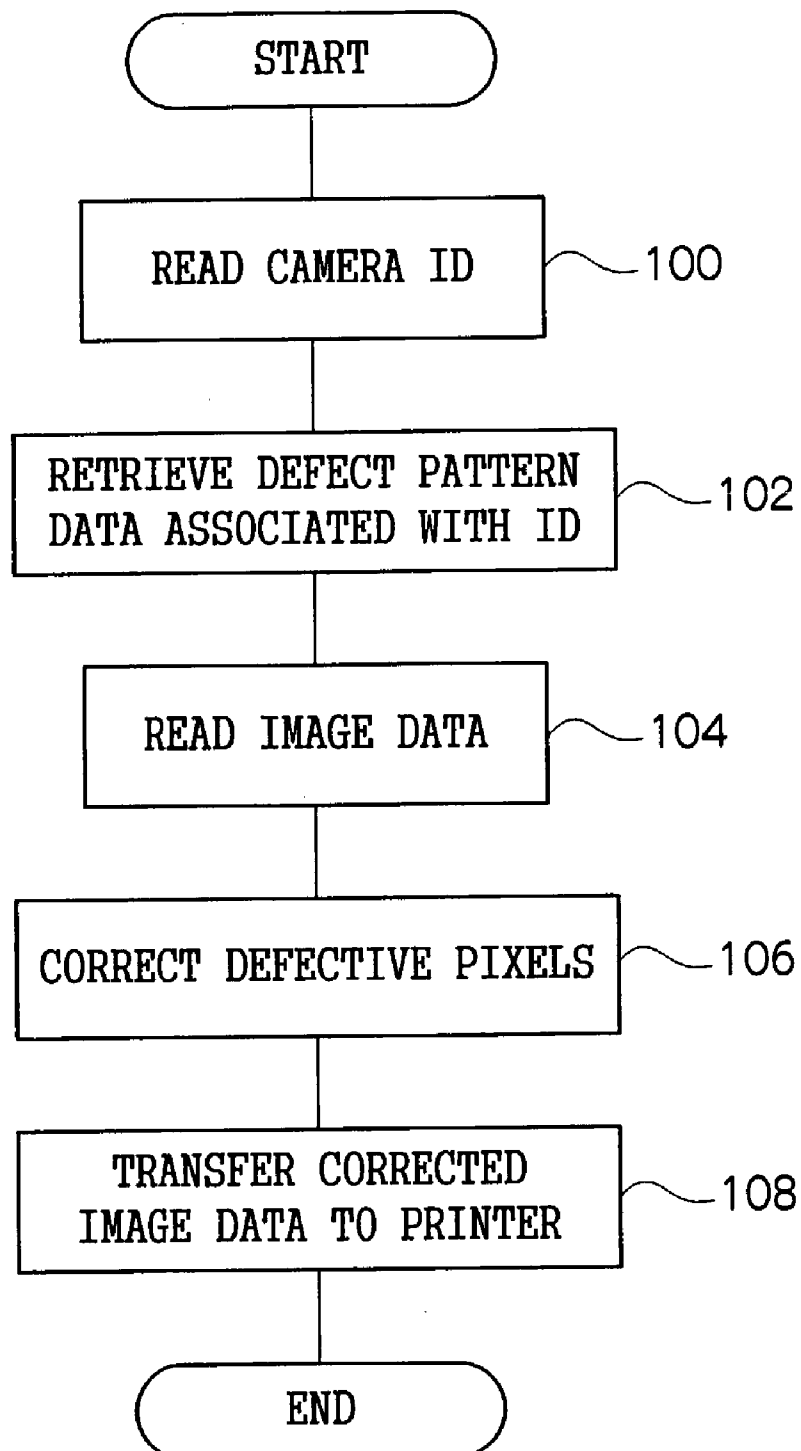 START
READ CAMERA ID
100
RETRIEVE DEFECT PATTERN
DATA ASSOCIATED WITH ID
102
READ IMAGE DATA
104
CORRECT DEFECTIVE PIXELS
106
TRANSFER CORRECTED
IMAGE DATA TO PRINTER
108
END